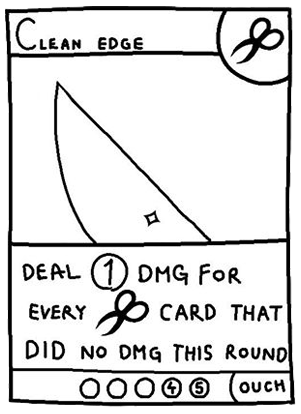 CLEAN EDGE
DEAL 1 DMG FOR
EVERY CARD THAT
DID NO DMG THIS ROUND
4 5 OUCH